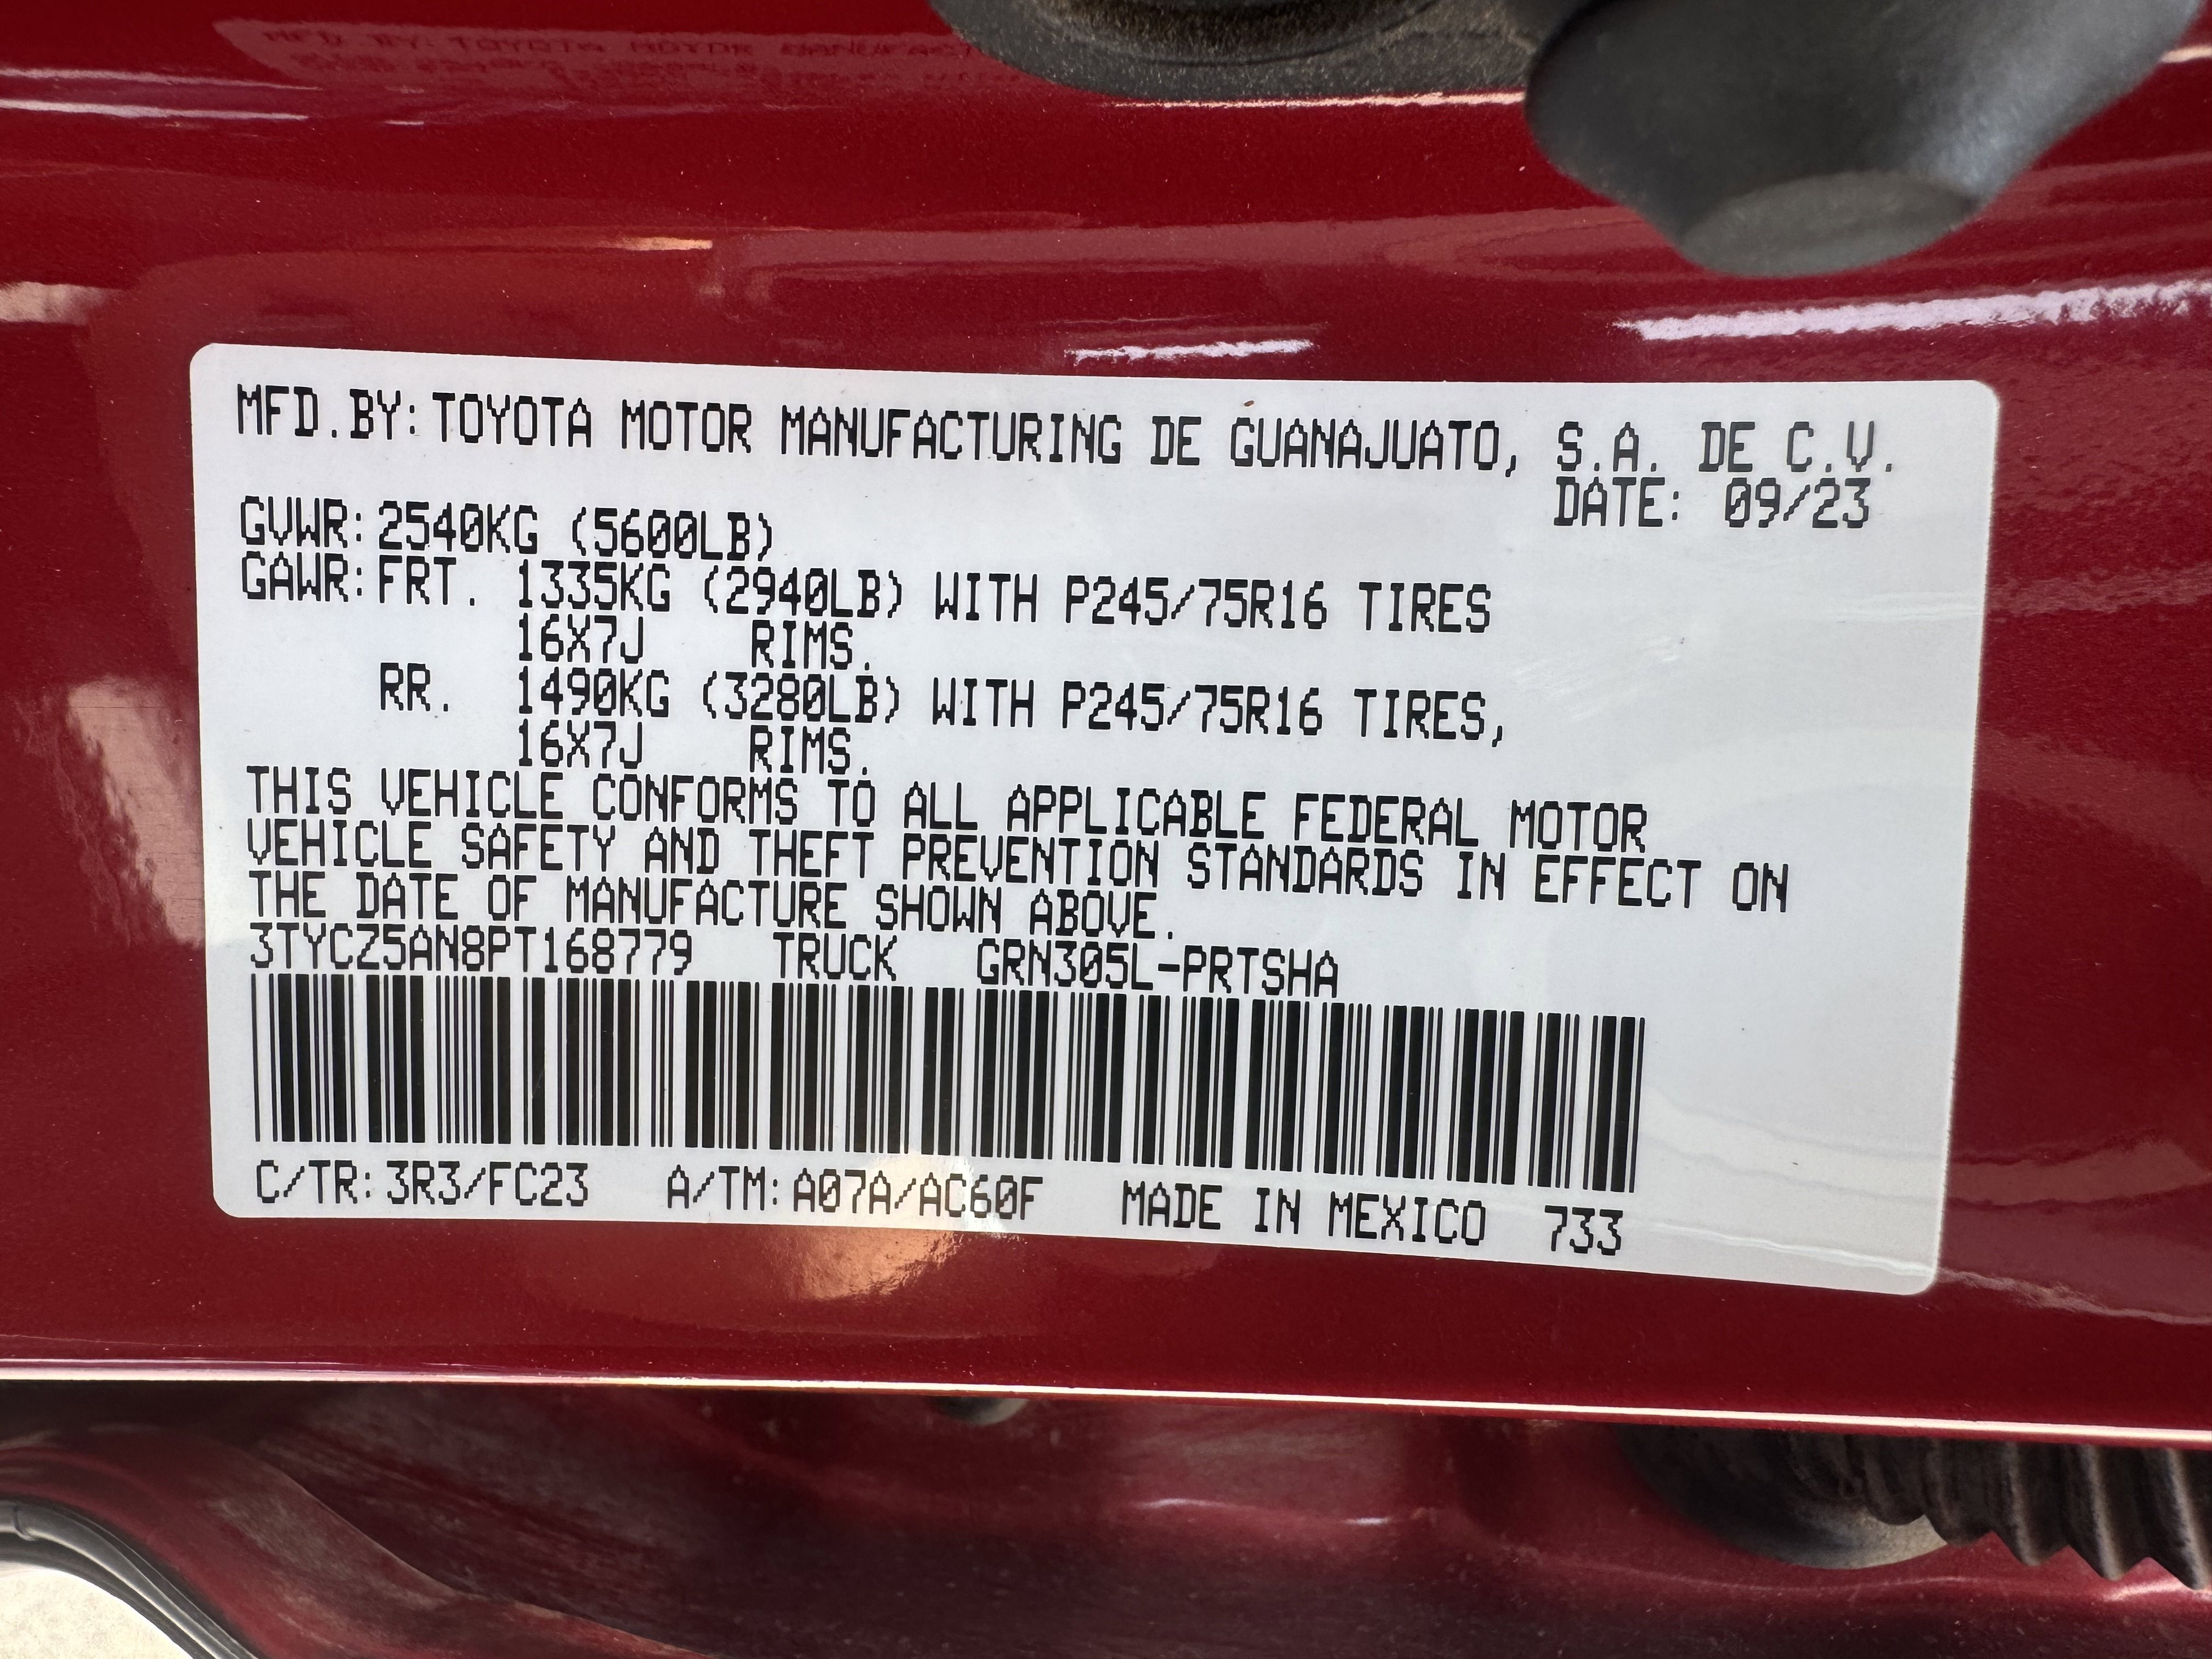 MFD.BY:TOYOTA MOTOR MANUFACTURING DE GUANAJUATO, S.A. DE C.V.
DATE: 09/23
GVWR:2540KG (5600LB)
GAWR:FRT. 1335KG (2940LB) WITH P245/75R16 TIRES
16X7J RIMS.
RR. 1490KG (3280LB) WITH P245/75R16 TIRES,
16X7J RIMS.
THIS VEHICLE CONFORMS TO ALL APPLICABLE FEDERAL MOTOR
VEHICLE SAFETY AND THEFT PREVENTION STANDARDS IN EFFECT ON
THE DATE OF MANUFACTURE SHOWN ABOVE.
3TYCZ5AN8PT168779 TRUCK GRN305L-PRTSHA
C/TR:3R3/FC23 A/TM:A07A/AC60F MADE IN MEXICO 733